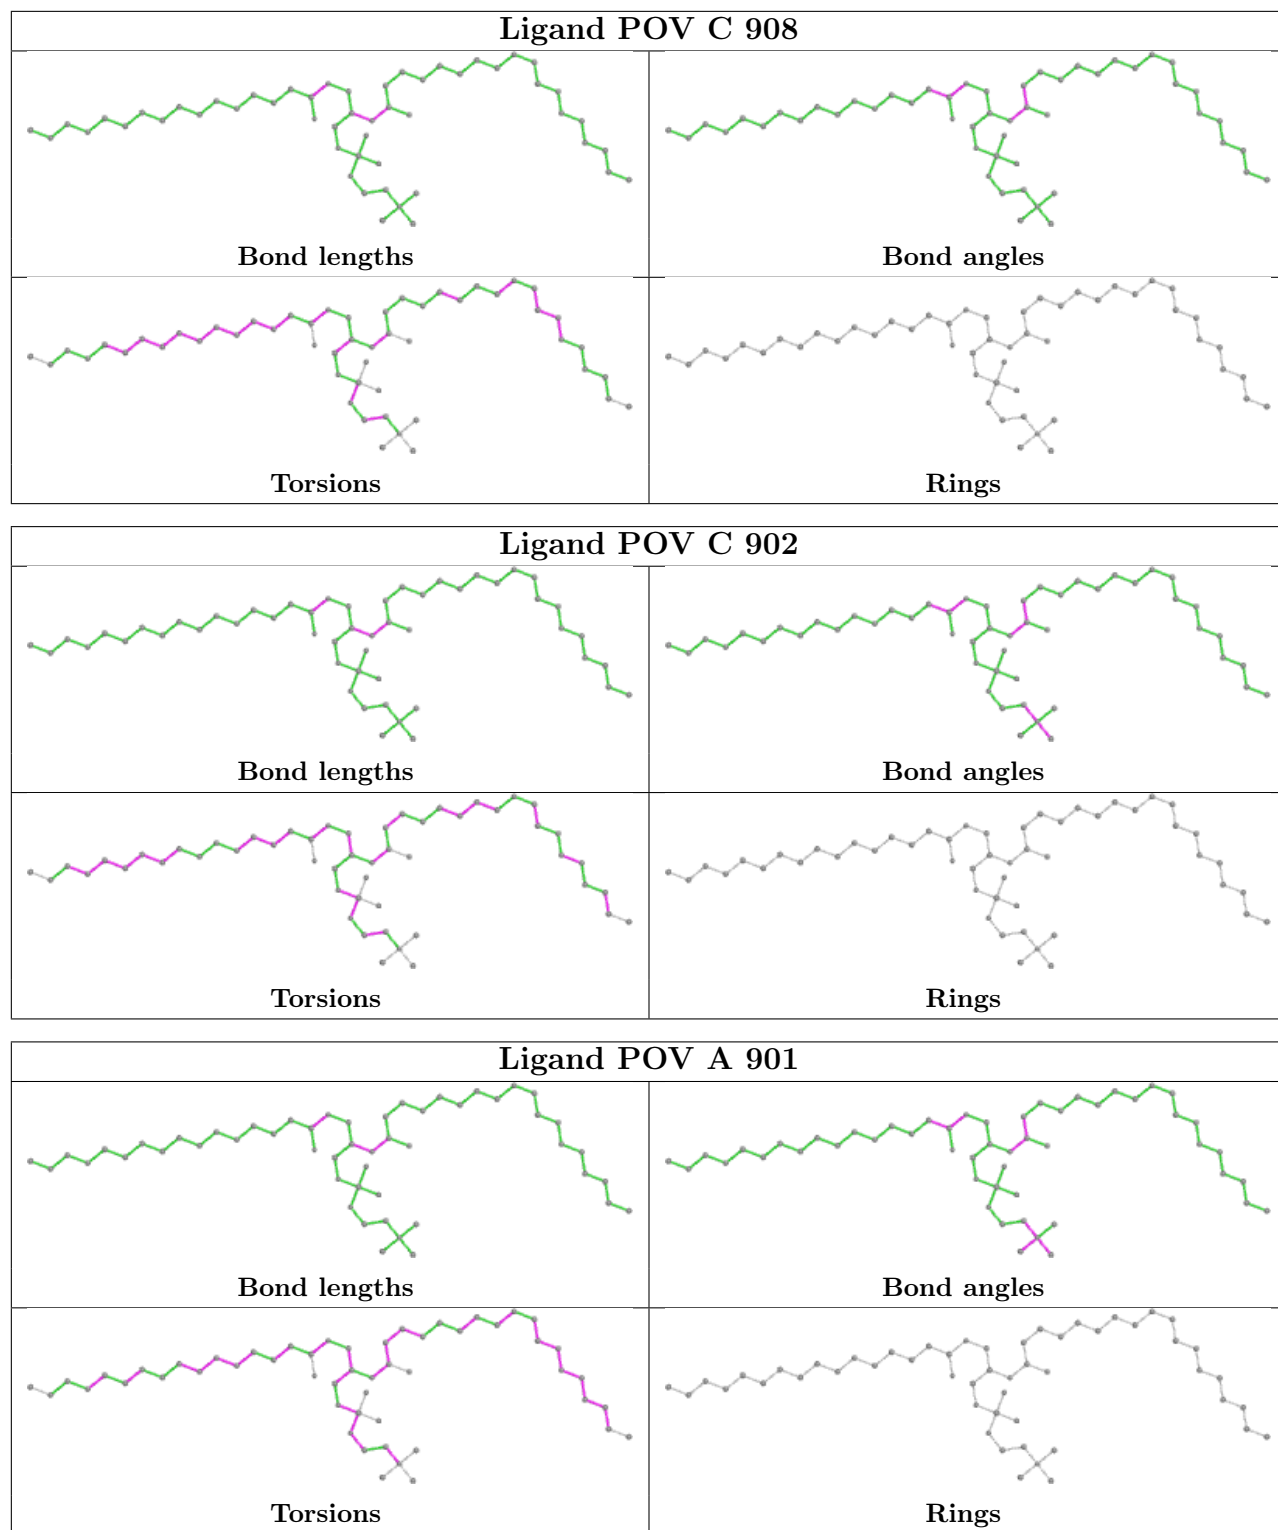 Ligand POV C 908
Bond lengths
Bond angles
Torsions
Rings
Ligand POV C 902
Bond lengths
Bond angles
Torsions
Rings
Ligand POV A 901
Bond lengths
Bond angles
Torsions
Rings